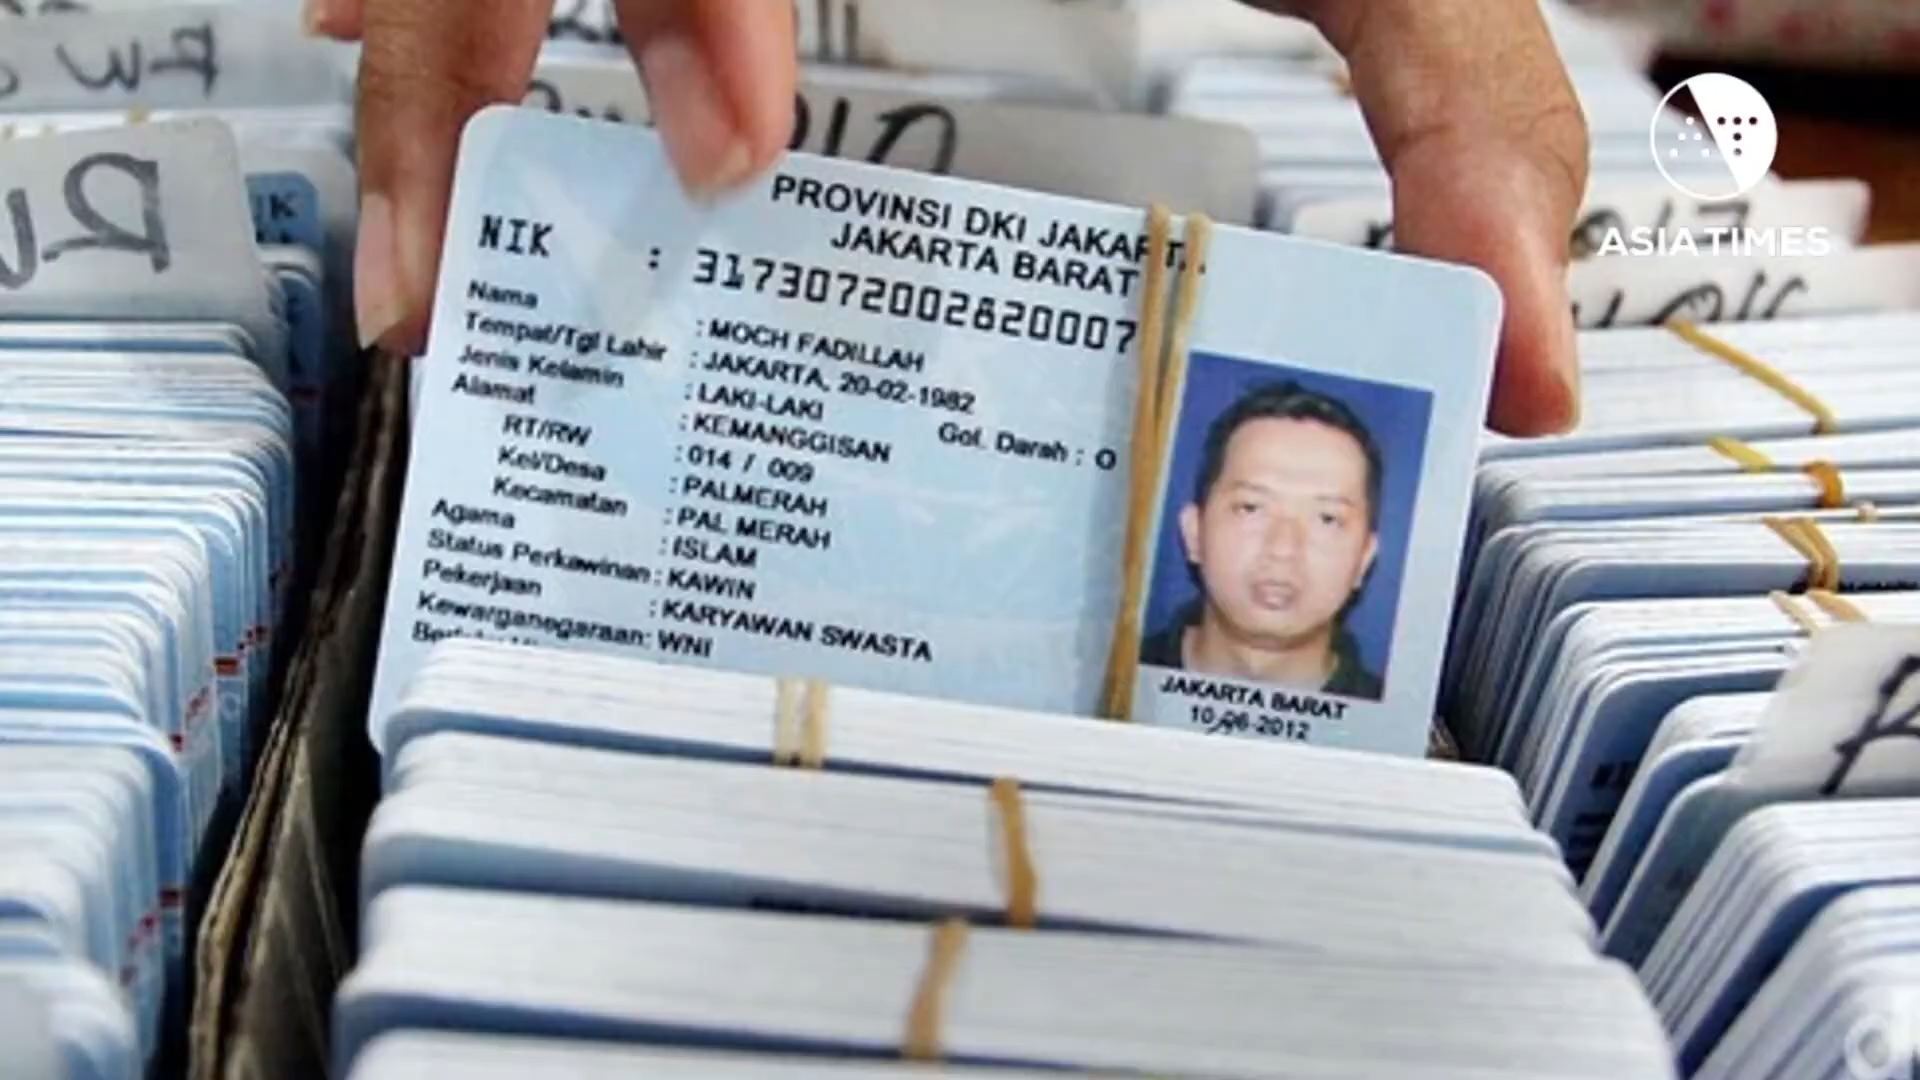 ASIA TIMES
PROVINSI DKI JAKARTA
JAKARTA BARAT
NIK : 3173072002820007
Nama : MOCH FADILLAH
Tempat/Tgl Lahir : JAKARTA, 20-02-1982
Jenis Kelamin : LAKI-LAKI Gol. Darah : O
Alamat : KEMANGGISAN
RT/RW : 014 / 009
Kel/Desa : PALMERAH
Kecamatan : PAL MERAH
Agama : ISLAM
Status Perkawinan : KAWIN
Pekerjaan : KARYAWAN SWASTA
Kewarganegaraan: WNI
JAKARTA BARAT
10-06-2012